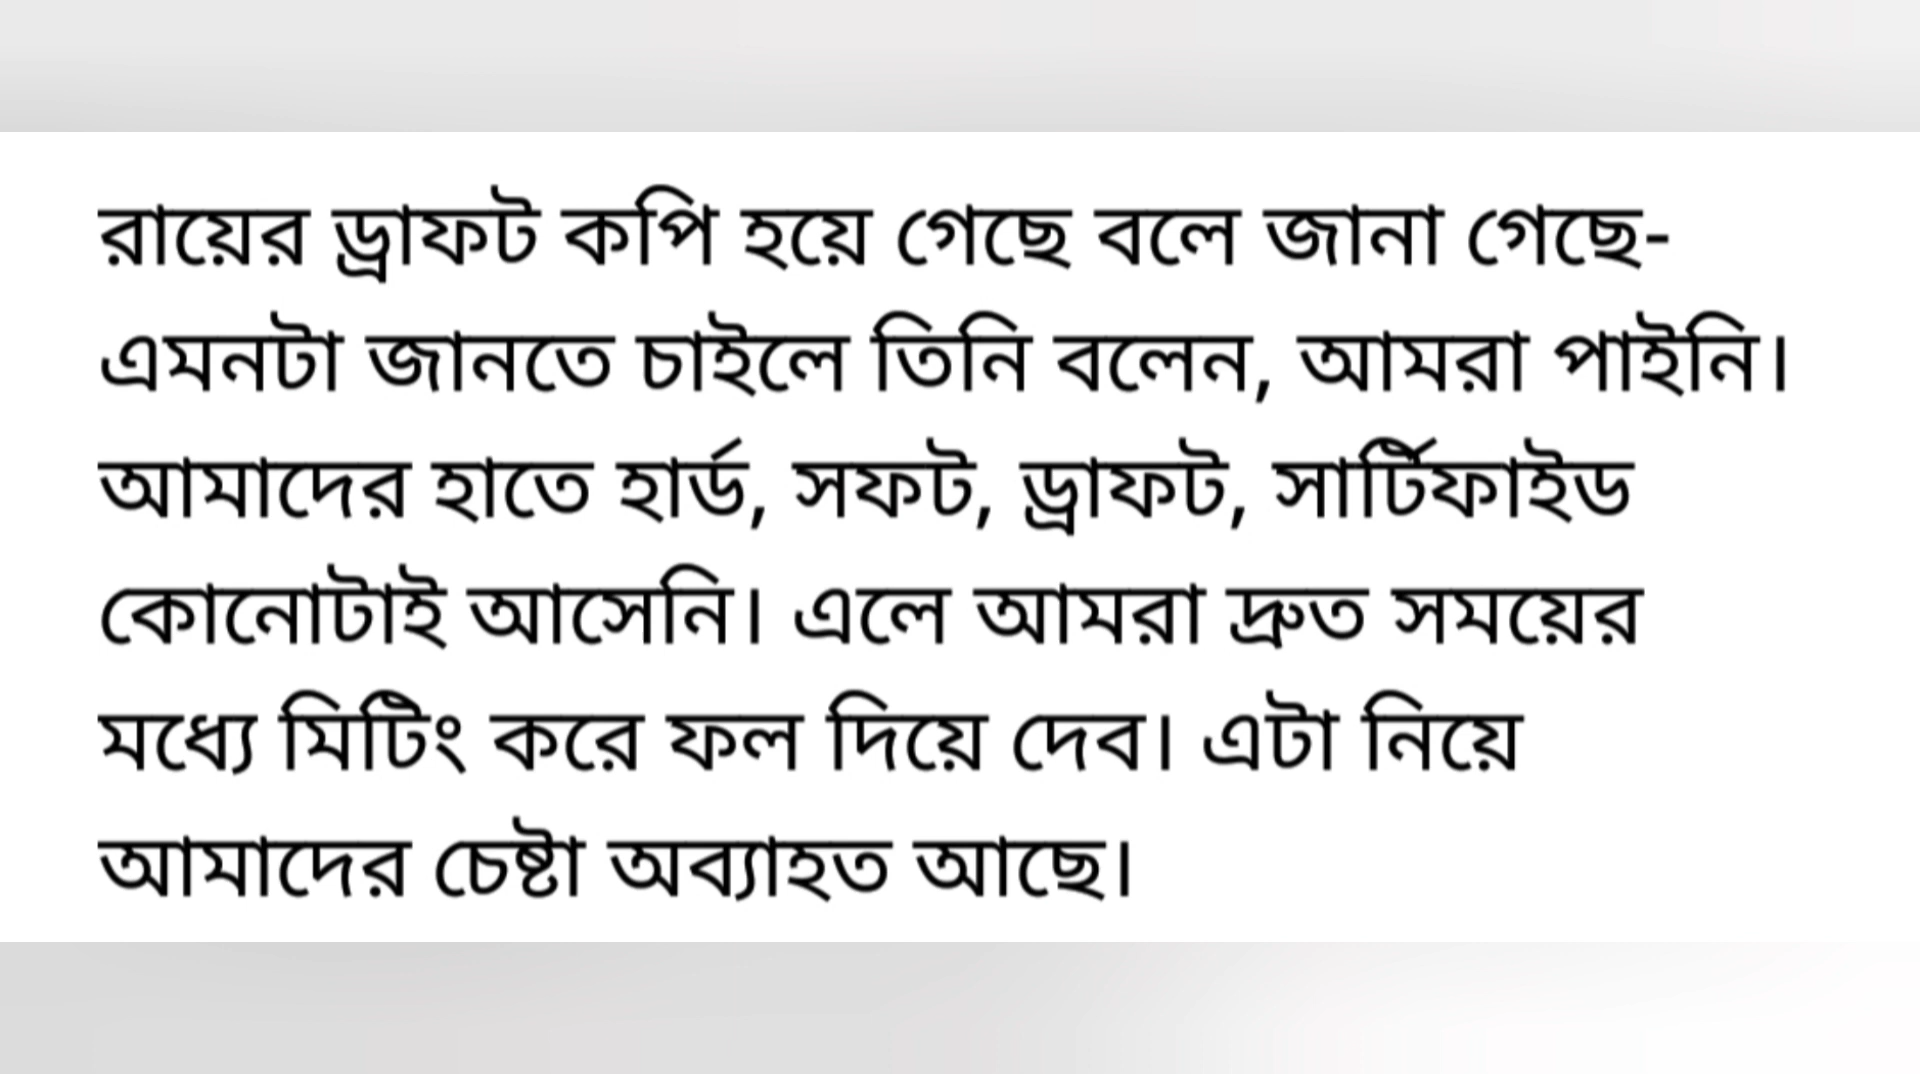 রায়ের ড্রাফট কপি হয়ে গেছে বলে জানা গেছে-
এমনটা জানতে চাইলে তিনি বলেন, আমরা পাইনি।
আমাদের হাতে হার্ড, সফট, ড্রাফট, সার্টিফাইড
কোনোটাই আসেনি। এলে আমরা দ্রুত সময়ের
মধ্যে মিটিং করে ফল দিয়ে দেব। এটা নিয়ে
আমাদের চেষ্টা অব্যাহত আছে।